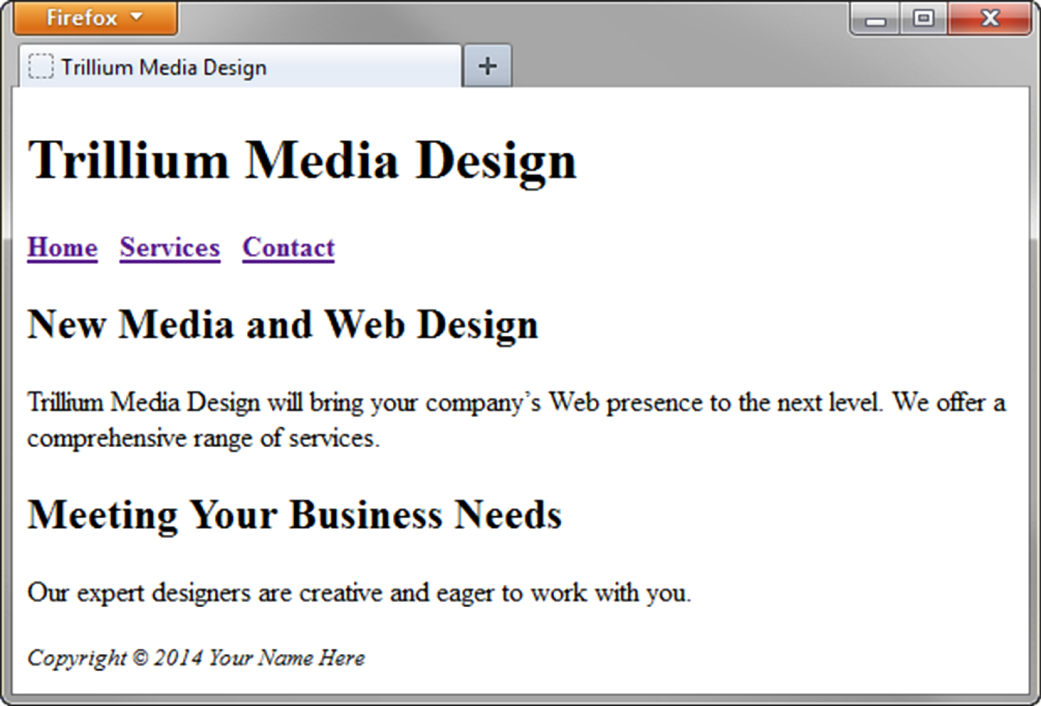 Firefox
Trillium Media Design
Trillium Media Design
Home Services Contact
New Media and Web Design
Trillium Media Design will bring your company’s Web presence to the next level. We offer a
comprehensive range of services.
Meeting Your Business Needs
Our expert designers are creative and eager to work with you.
Copyright © 2014 Your Name Here